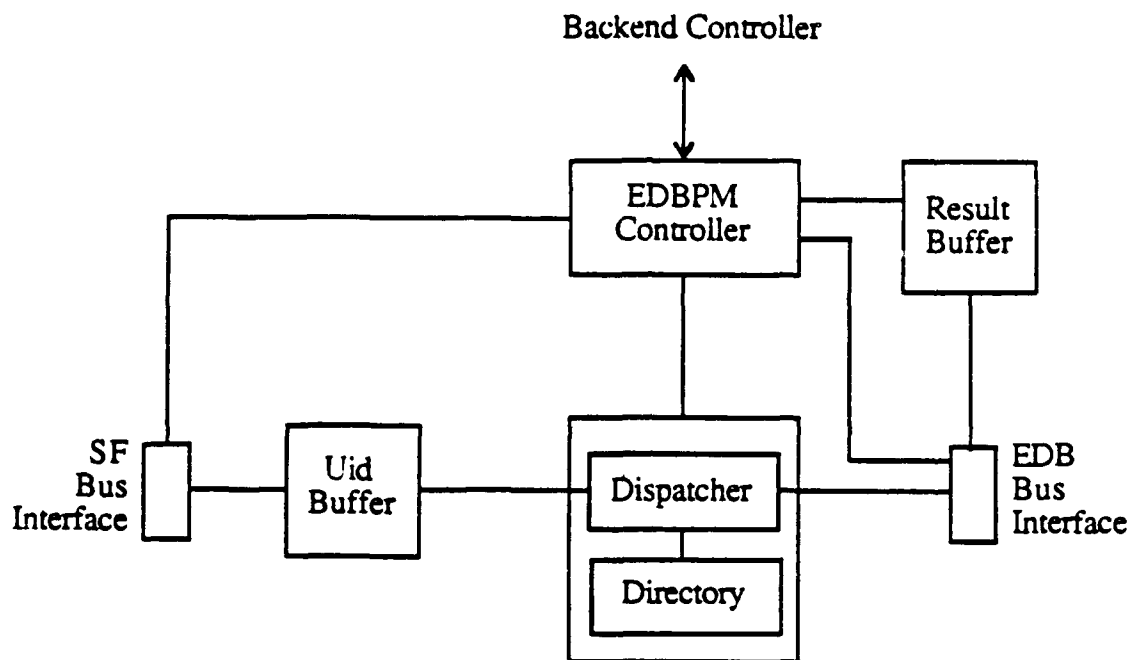 Backend Controller
EDBPM
Controller
Result
Buffer
SF
Bus
Interface
Uid
Buffer
Dispatcher
Directory
EDB
Bus
Interface